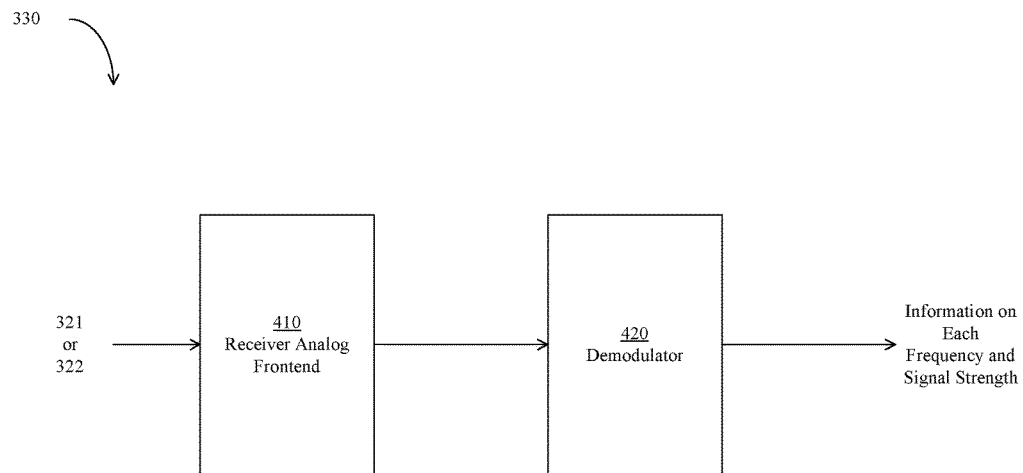 330
321
or
322
410
Receiver Analog
Frontend
420
Demodulator
Information on
Each
Frequency and
Signal Strength